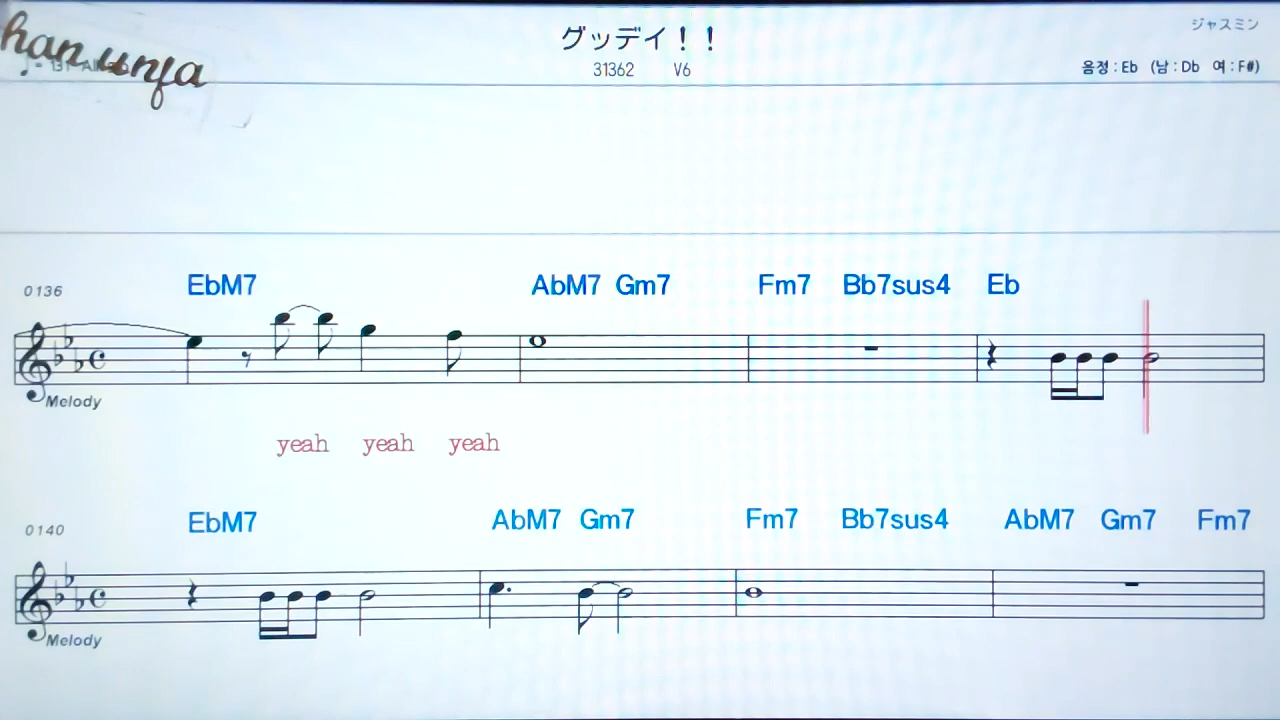 han unja
グッデイ！！
ジャスミン
31362 V6
음정 : Eb (남 : Db 여 : F#)
0136
EbM7 AbM7 Gm7 Fm7 Bb7sus4 Eb
Melody
yeah yeah yeah
0140
EbM7 AbM7 Gm7 Fm7 Bb7sus4 AbM7 Gm7 Fm7
Melody